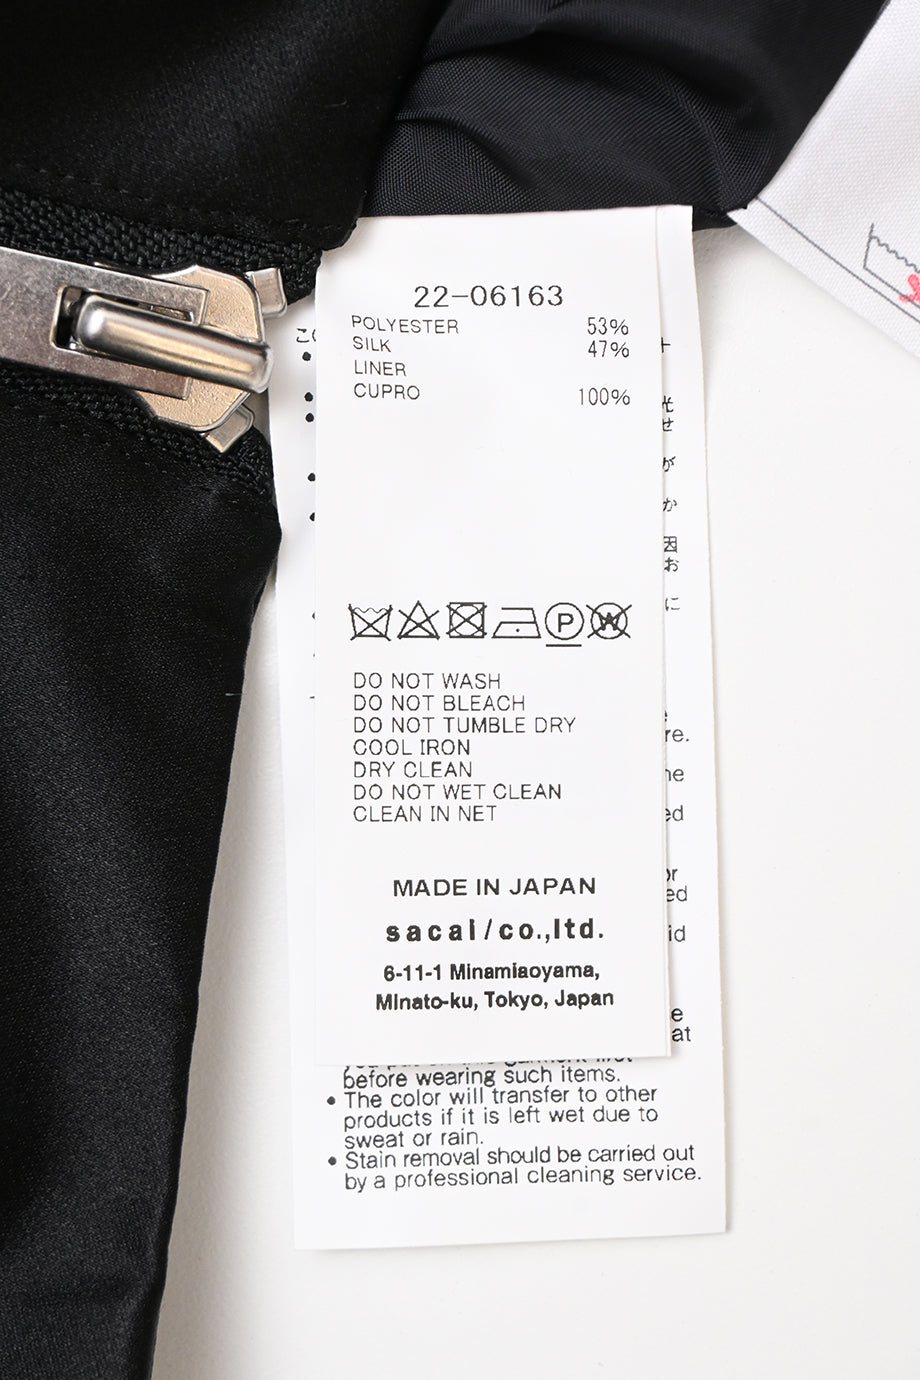 22-06163
POLYESTER 53%
SILK 47%
LINER
CUPRO 100%
P
W
DO NOT WASH
DO NOT BLEACH
DO NOT TUMBLE DRY
COOL IRON
DRY CLEAN
DO NOT WET CLEAN
CLEAN IN NET
MADE IN JAPAN
sacai/co.,ltd.
6-11-1 Minamiaoyama,
Minato-ku, Tokyo, Japan
before wearing such items.
• The color will transfer to other
products if it is left wet due to
sweat or rain.
• Stain removal should be carried out
by a professional cleaning service.